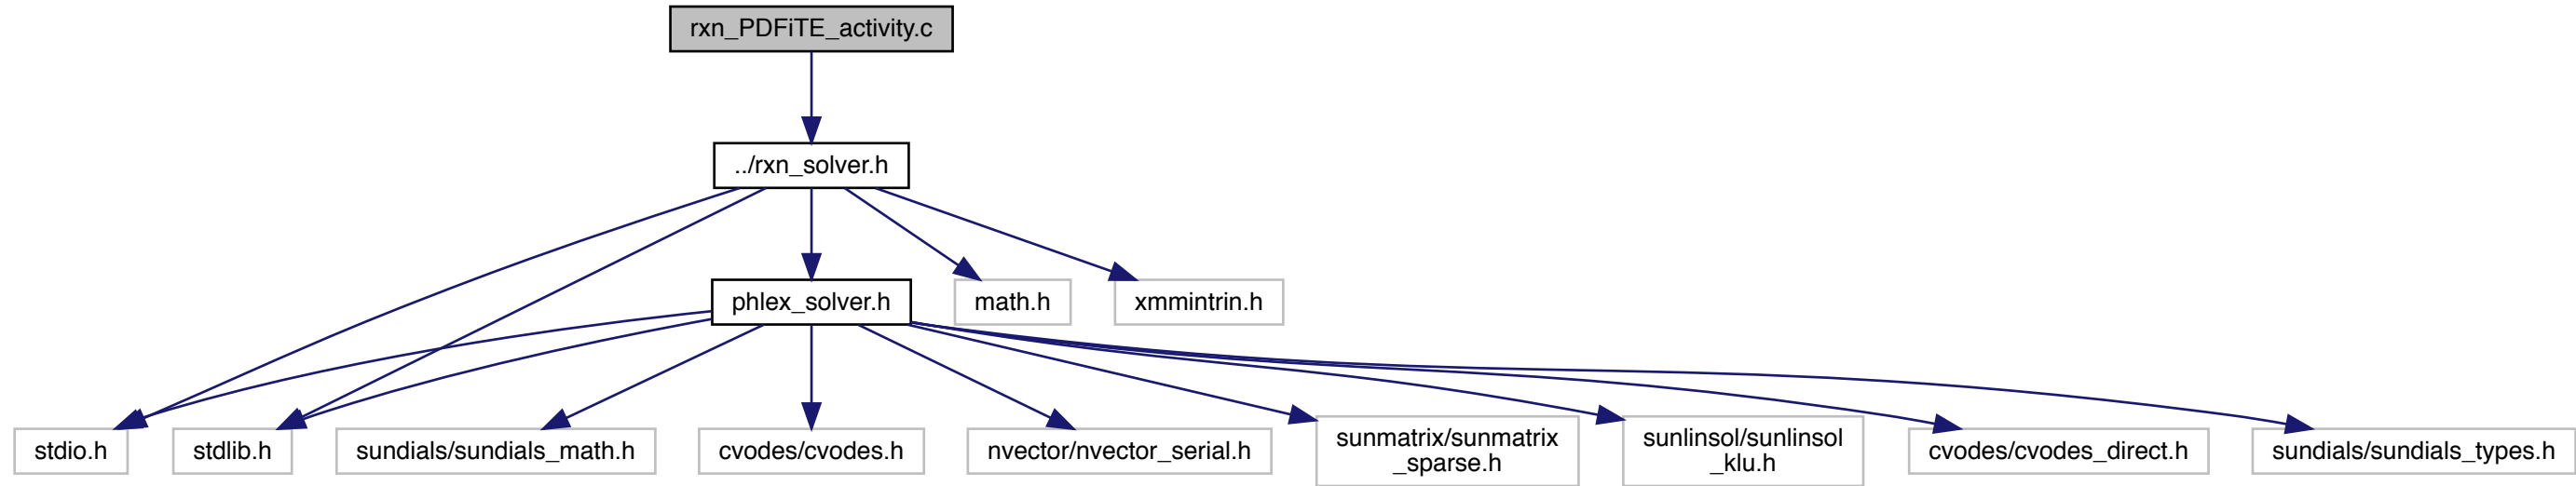 rxn_PDFiTE_activity.c
../rxn_solver.h
phlex_solver.h
math.h
xmmintrin.h
stdio.h
stdlib.h
sundials/sundials_math.h
cvodes/cvodes.h
nvector/nvector_serial.h
sunmatrix/sunmatrix
_sparse.h
sunlinsol/sunlinsol
_klu.h
cvodes/cvodes_direct.h
sundials/sundials_types.h